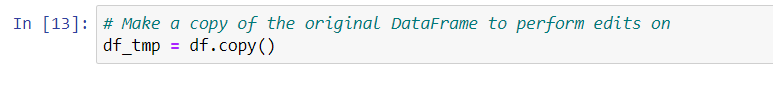 In [13]: # Make a copy of the original DataFrame to perform edits on
df_tmp = df.copy()